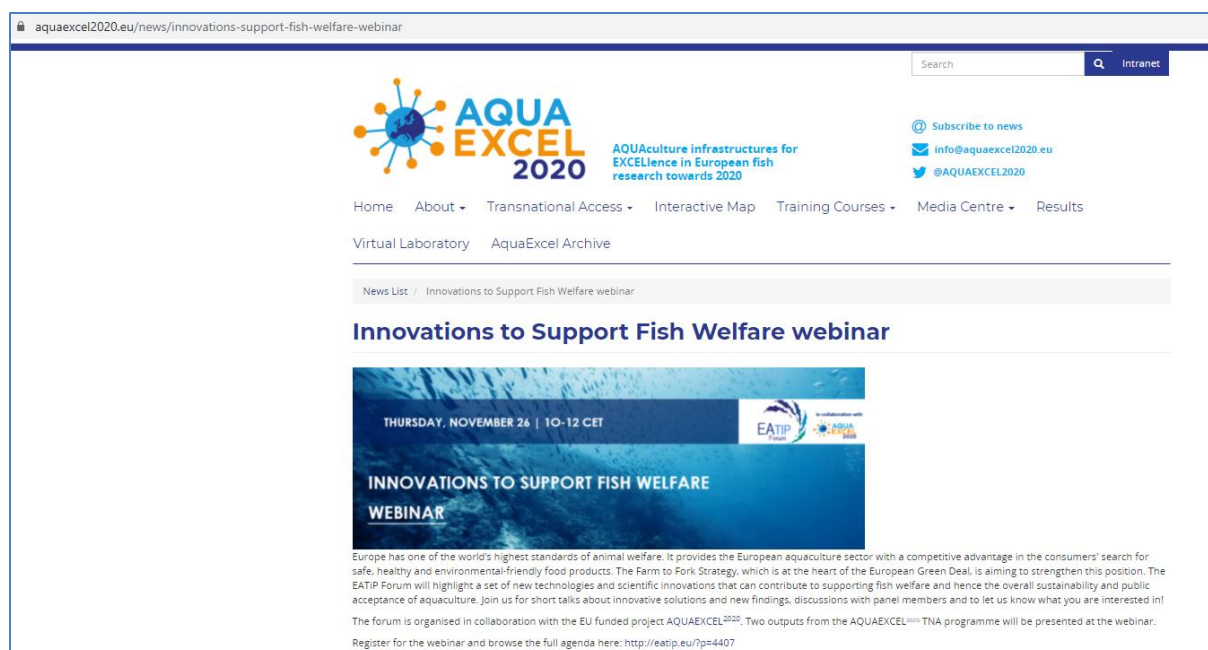 aquaexcel2020.eu/news/innovations-support-fish-welfare-webinar
Search
Intranet
AQUA
EXCEL
2020
AQUAculture infrastructures for
EXCELlence in European fish
research towards 2020
@ Subscribe to news
info@aquaexcel2020.eu
@AQUAEXCEL2020
Home About Transnational Access Interactive Map Training Courses Media Centre Results
Virtual Laboratory AquaExcel Archive
News List / Innovations to Support Fish Welfare webinar
Innovations to Support Fish Welfare webinar
THURSDAY, NOVEMBER 26 | 10-12 CET
EATiP
Forum
in collaboration with
AQUA
EXCEL
2020
INNOVATIONS TO SUPPORT FISH WELFARE
WEBINAR
Europe has one of the world's highest standards of animal welfare. It provides the European aquaculture sector with a competitive advantage in the consumers' search for
safe, healthy and environmental-friendly food products. The Farm to Fork Strategy, which is at the heart of the European Green Deal, is aiming to strengthen this position. The
EATiP Forum will highlight a set of new technologies and scientific innovations that can contribute to supporting fish welfare and hence the overall sustainability and public
acceptance of aquaculture. Join us for short talks about innovative solutions and new findings, discussions with panel members and to let us know what you are interested in!
The forum is organised in collaboration with the EU funded project AQUAEXCEL2020. Two outputs from the AQUAEXCEL2020 TNA programme will be presented at the webinar.
Register for the webinar and browse the full agenda here: http://eatip.eu/?p=4407